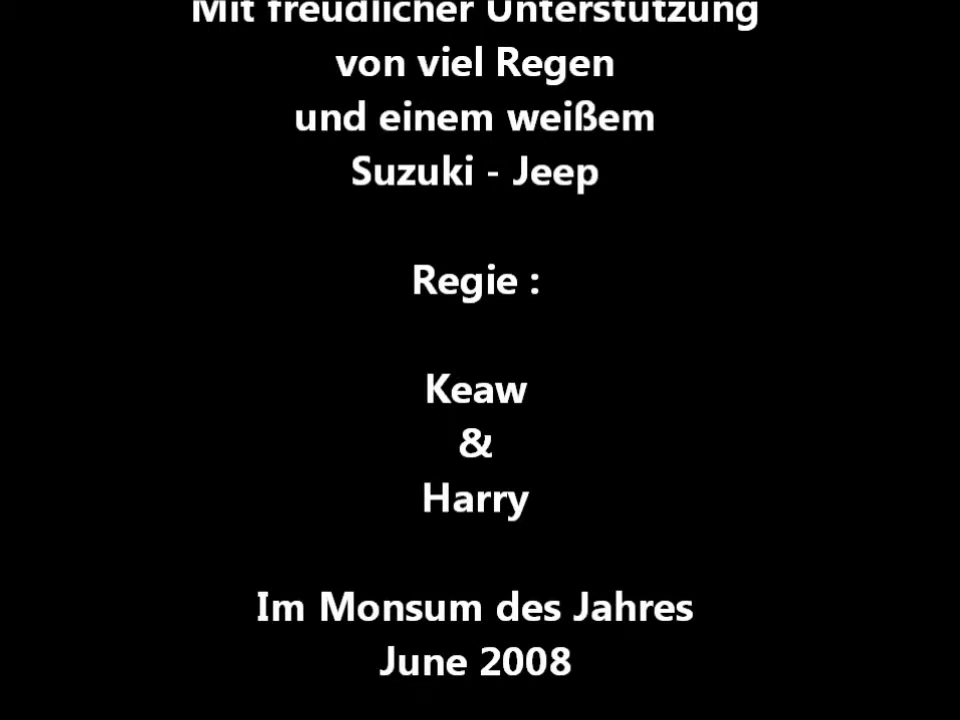 Mit freudlicher Unterstützung
von viel Regen
und einem weißem
Suzuki - Jeep
Regie :
Keaw
&
Harry
Im Monsum des Jahres
June 2008